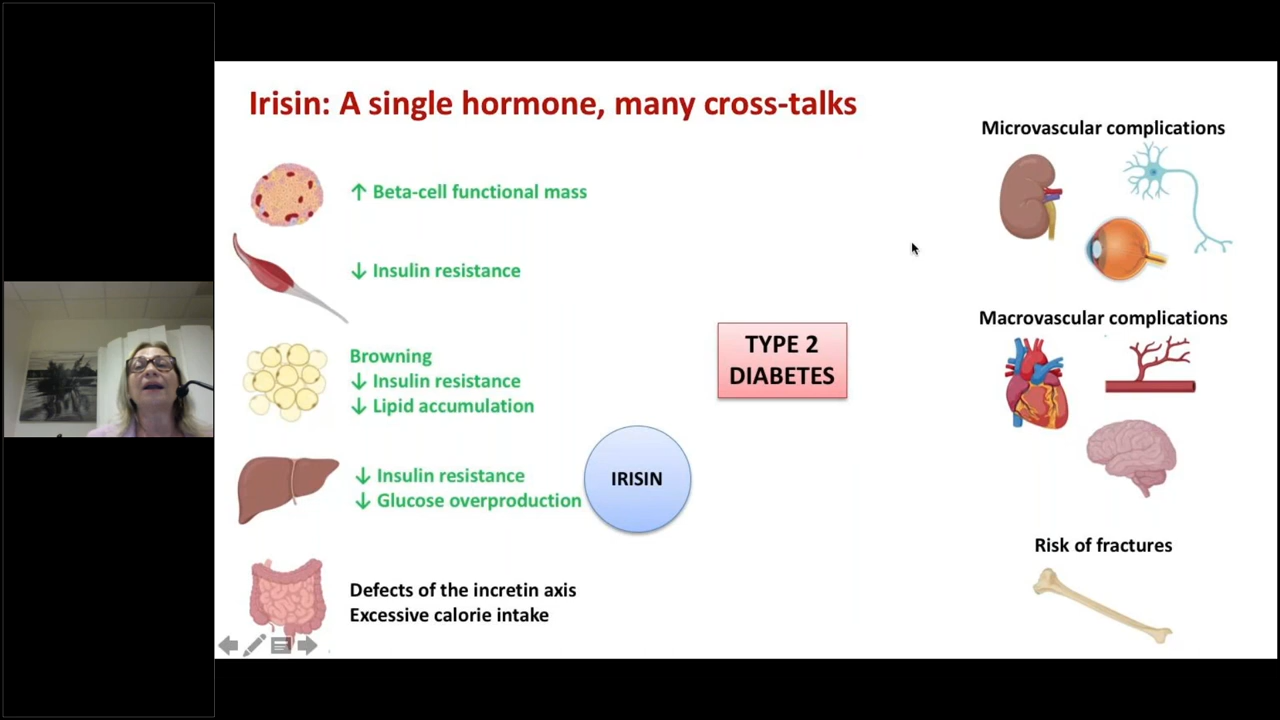 Irisin: A single hormone, many cross-talks
↑ Beta-cell functional mass
↓ Insulin resistance
Browning
↓ Insulin resistance
↓ Lipid accumulation
↓ Insulin resistance
↓ Glucose overproduction
Defects of the incretin axis
Excessive calorie intake
IRISIN
TYPE 2
DIABETES
Microvascular complications
Macrovascular complications
Risk of fractures